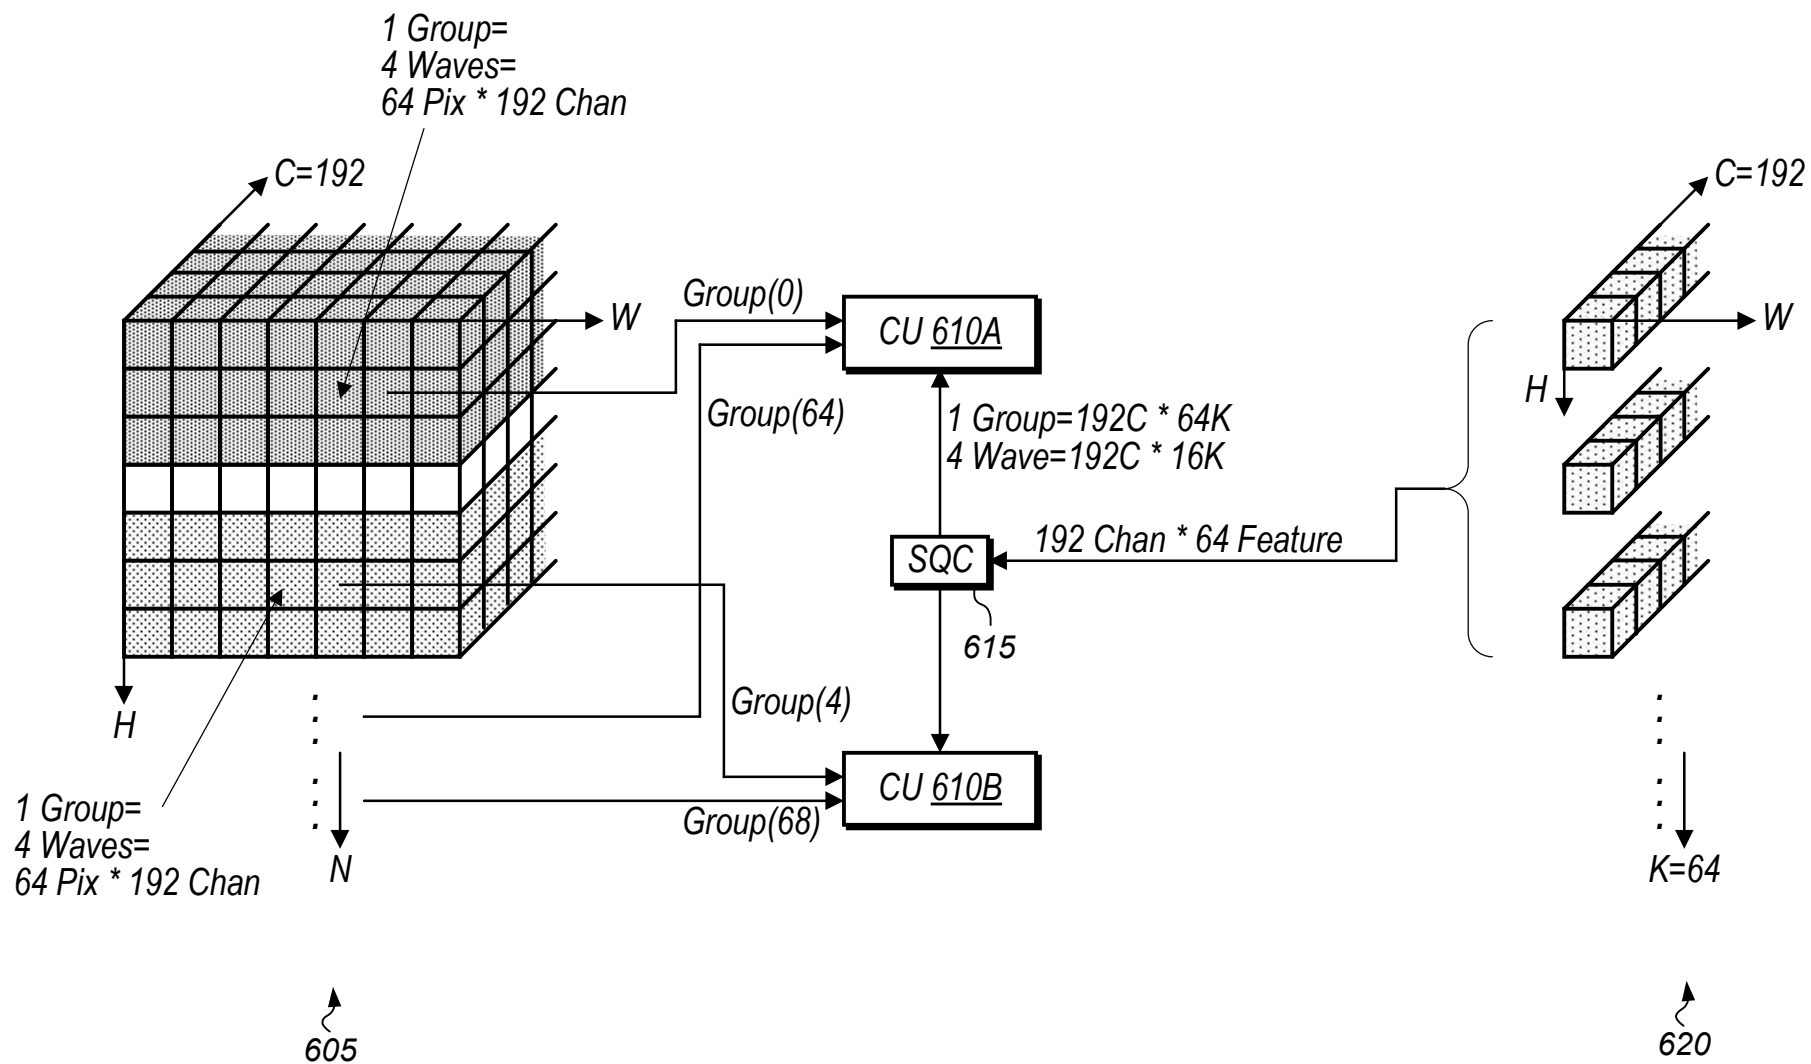 1 Group=
4 Waves=
64 Pix * 192 Chan
C=192
W
H
N
1 Group=
4 Waves=
64 Pix * 192 Chan
605
Group(0)
Group(64)
Group(4)
Group(68)
CU 610A
1 Group=192C * 64K
4 Wave=192C * 16K
SQC
615
CU 610B
192 Chan * 64 Feature
C=192
W
H
K=64
620